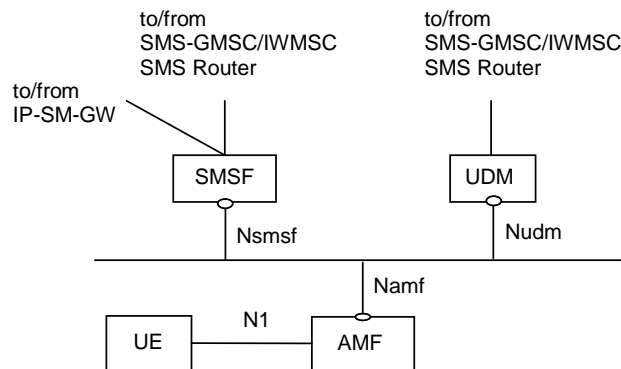 to/from
SMS-GMSC/IWMSC
SMS Router
to/from
SMS-GMSC/IWMSC
SMS Router
to/from
IP-SM-GW
SMSF
UDM
Nsmsf
Nudm
Namf
N1
UE
AMF